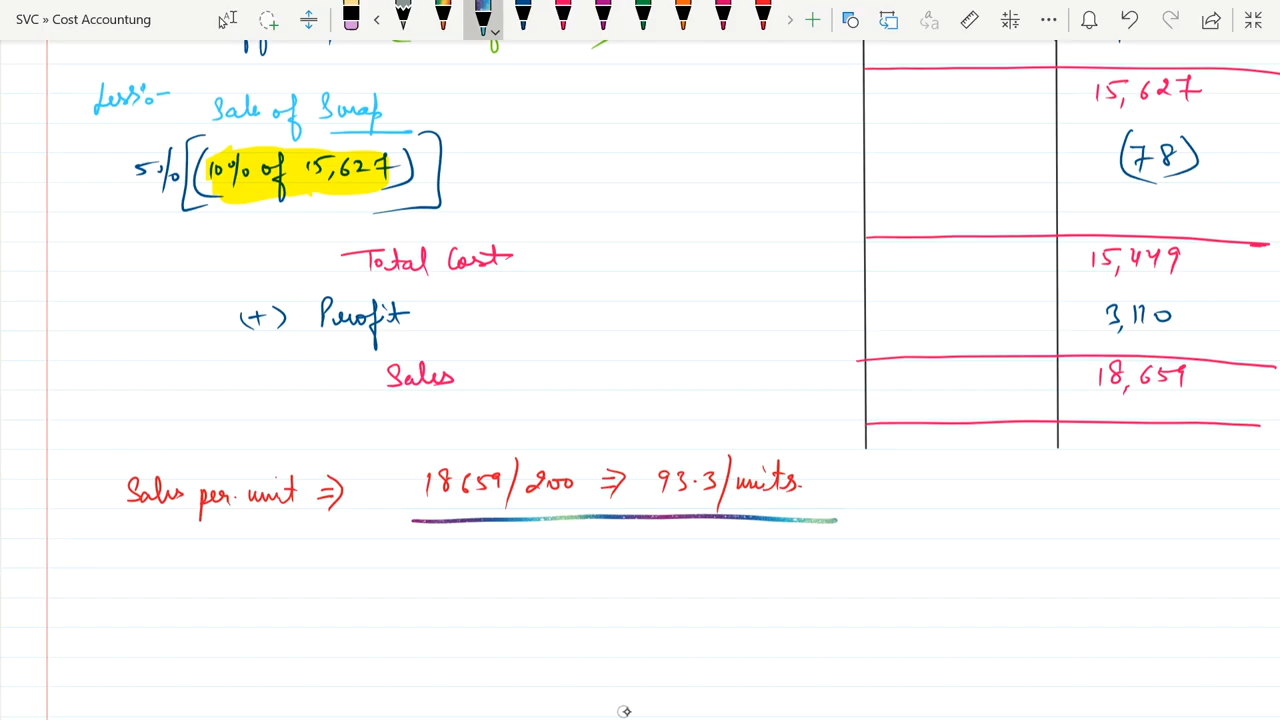 SVC » Cost Accountung
15,627
Less:-
Sale of Scrap
(78)
5%[(10% of 15,627)]
Total Cost
15,449
(+) Profit
3,110
Sales
18,659
Sales per. unit ⇒ 18659/200 ⇒ 93.3/units.